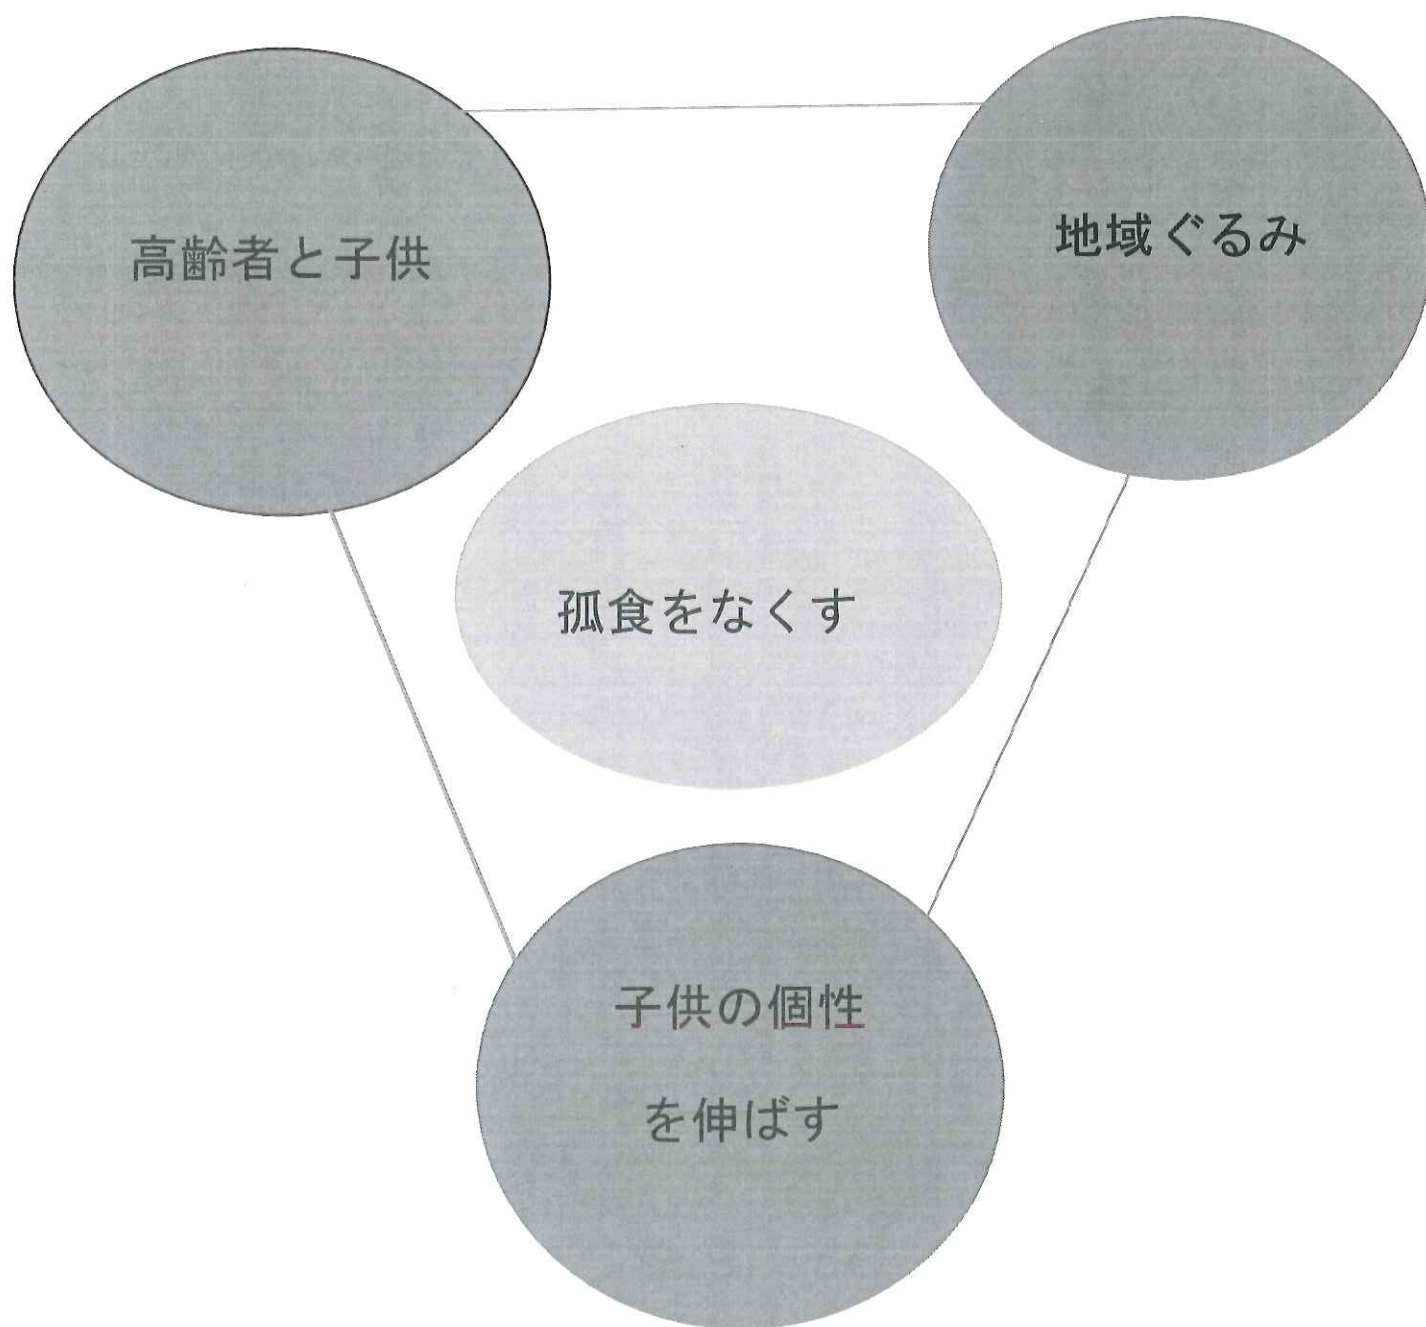 高齢者と子供
地域ぐるみ
孤食をなくす
子供の個性
を伸ばす